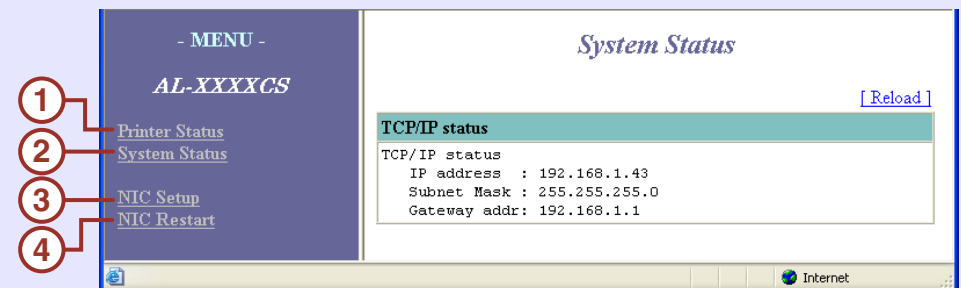 - MENU -
AL-XXXXCS
1
Printer Status
2
System Status
3
NIC Setup
4
NIC Restart
System Status
[ Reload ]
TCP/IP status
TCP/IP status
IP address : 192.168.1.43
Subnet Mask : 255.255.255.0
Gateway addr: 192.168.1.1
Internet